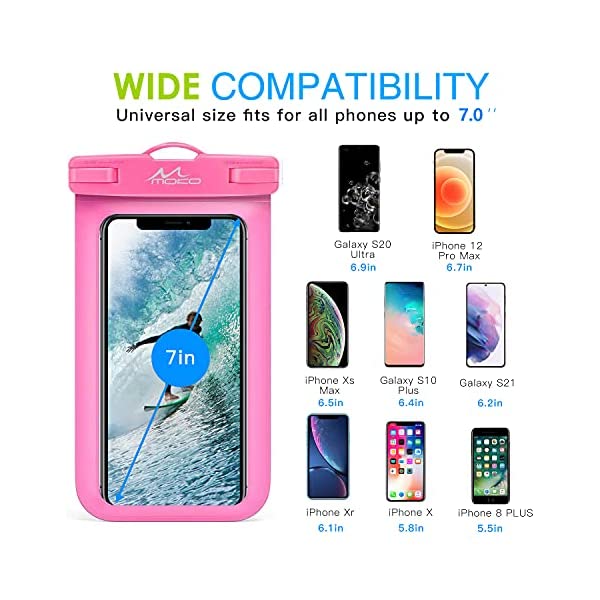 WIDE COMPATIBILITY
Universal size fits for all phones up to 7.0''
MOKO
7in
Galaxy S20
Ultra
6.9in
iPhone 12
Pro Max
6.7in
iPhone Xs
Max
6.5in
Galaxy S10
Plus
6.4in
Galaxy S21
6.2in
iPhone Xr
6.1in
iPhone X
5.8in
iPhone 8 PLUS
5.5in